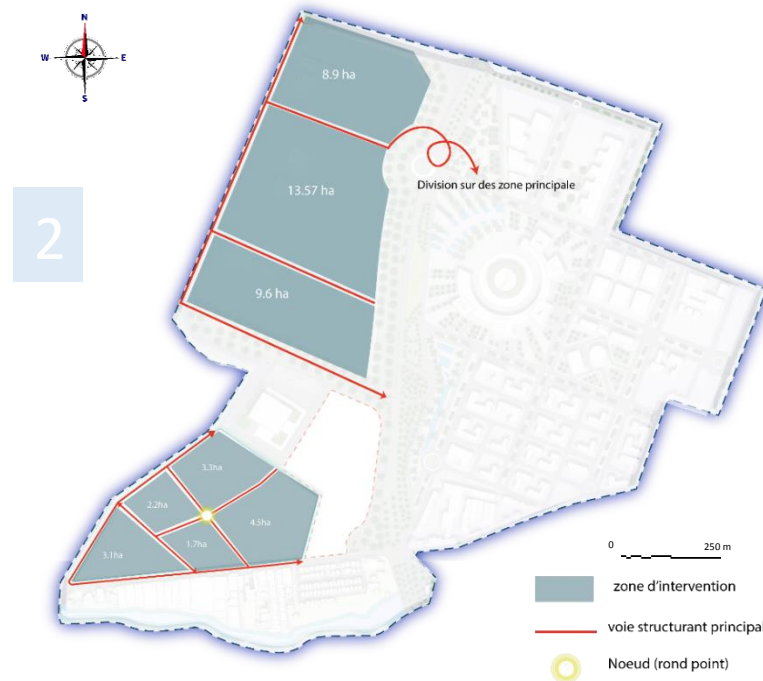 N
W E
S
8.9 ha
Division sur des zone principale
13.57 ha
2
9.6 ha
3.3ha
2.2ha
4.5ha
1.7ha
3.1ha
0 250 m
zone d'intervention
voie structurant principal
Noeud (rond point)